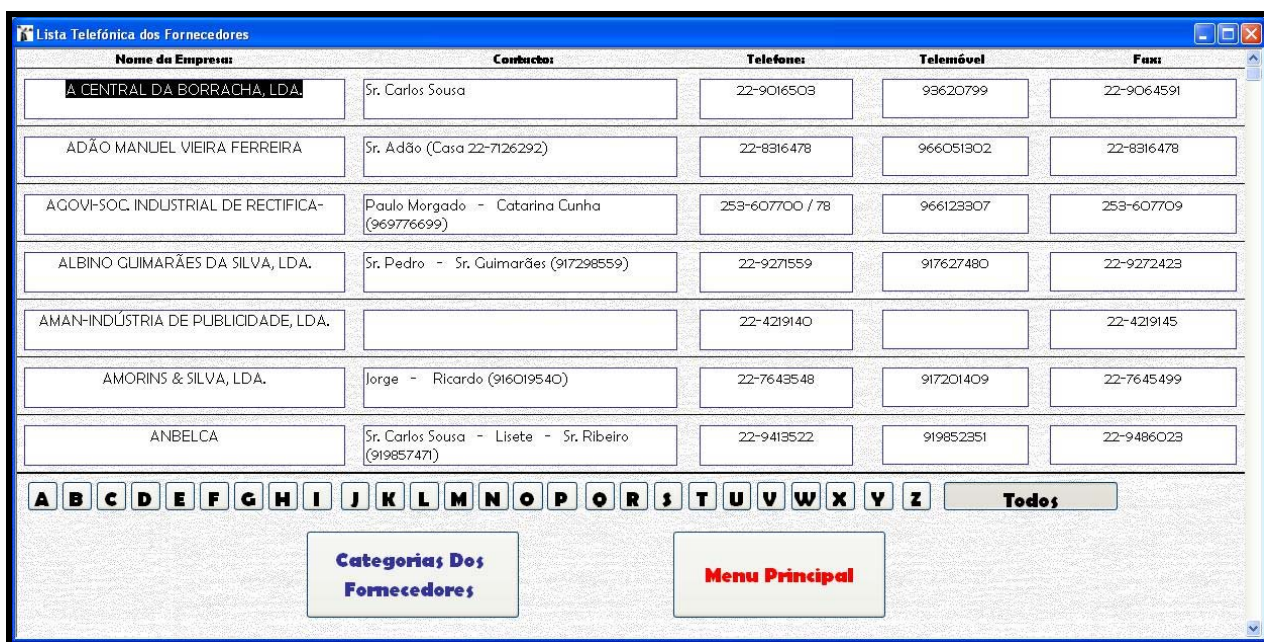 Lista Telefónica dos Fornecedores
Nome da Empresa: Contacto: Telefone: Telemóvel Fax:
A CENTRAL DA BORRACHA, LDA. Sr. Carlos Sousa 22-9016503 93620799 22-9064591
ADÃO MANUEL VIEIRA FERREIRA Sr. Adão (Casa 22-7126292) 22-8316478 966051302 22-8316478
AGOVI-SOC. INDUSTRIAL DE RECTIFICA- Paulo Morgado - Catarina Cunha 253-607700 / 78 966123307 253-607709
(969776699)
ALBINO GUIMARÃES DA SILVA, LDA. Sr. Pedro - Sr. Guimarães (917298559) 22-9271559 917627480 22-9272423
AMAN-INDÚSTRIA DE PUBLICIDADE, LDA. 22-4219140 22-4219145
AMORINS & SILVA, LDA. Jorge - Ricardo (916019540) 22-7643548 917201409 22-7645499
ANBELCA Sr. Carlos Sousa - Lisete - Sr. Ribeiro 22-9413522 919852351 22-9486023
(919857471)
A B C D E F G H I J K L M N O P Q R S T U V W X Y Z Todos
Categorias Dos
Fornecedores
Menu Principal